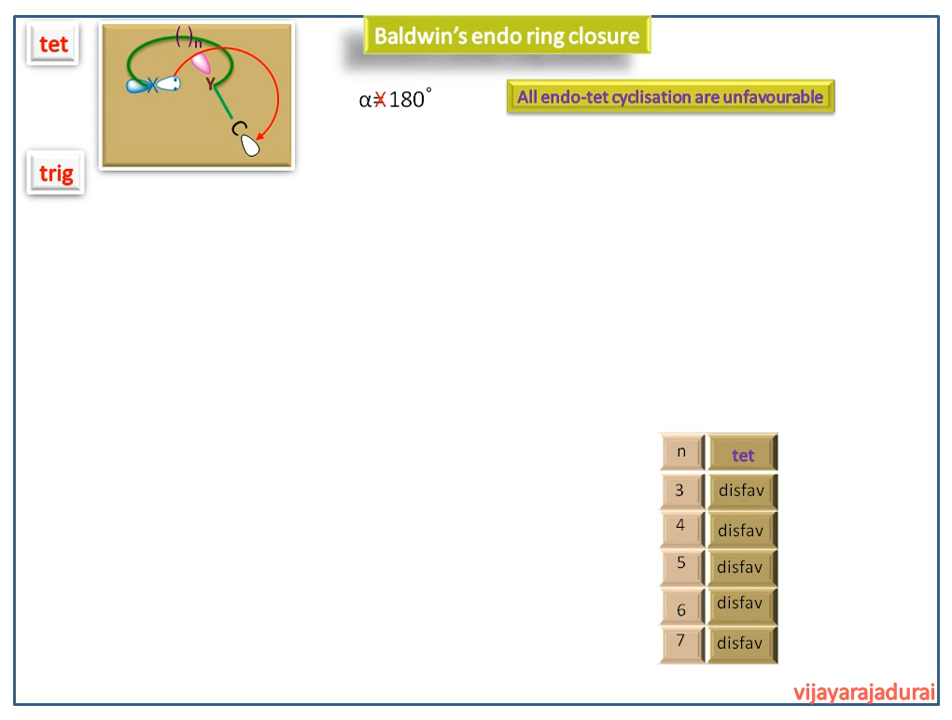 tet
Baldwin's endo ring closure
( )n
X
Y
C
α≠180°
All endo-tet cyclisation are unfavourable
trig
n tet
3 disfav
4 disfav
5 disfav
6 disfav
7 disfav
vijayarajadurai